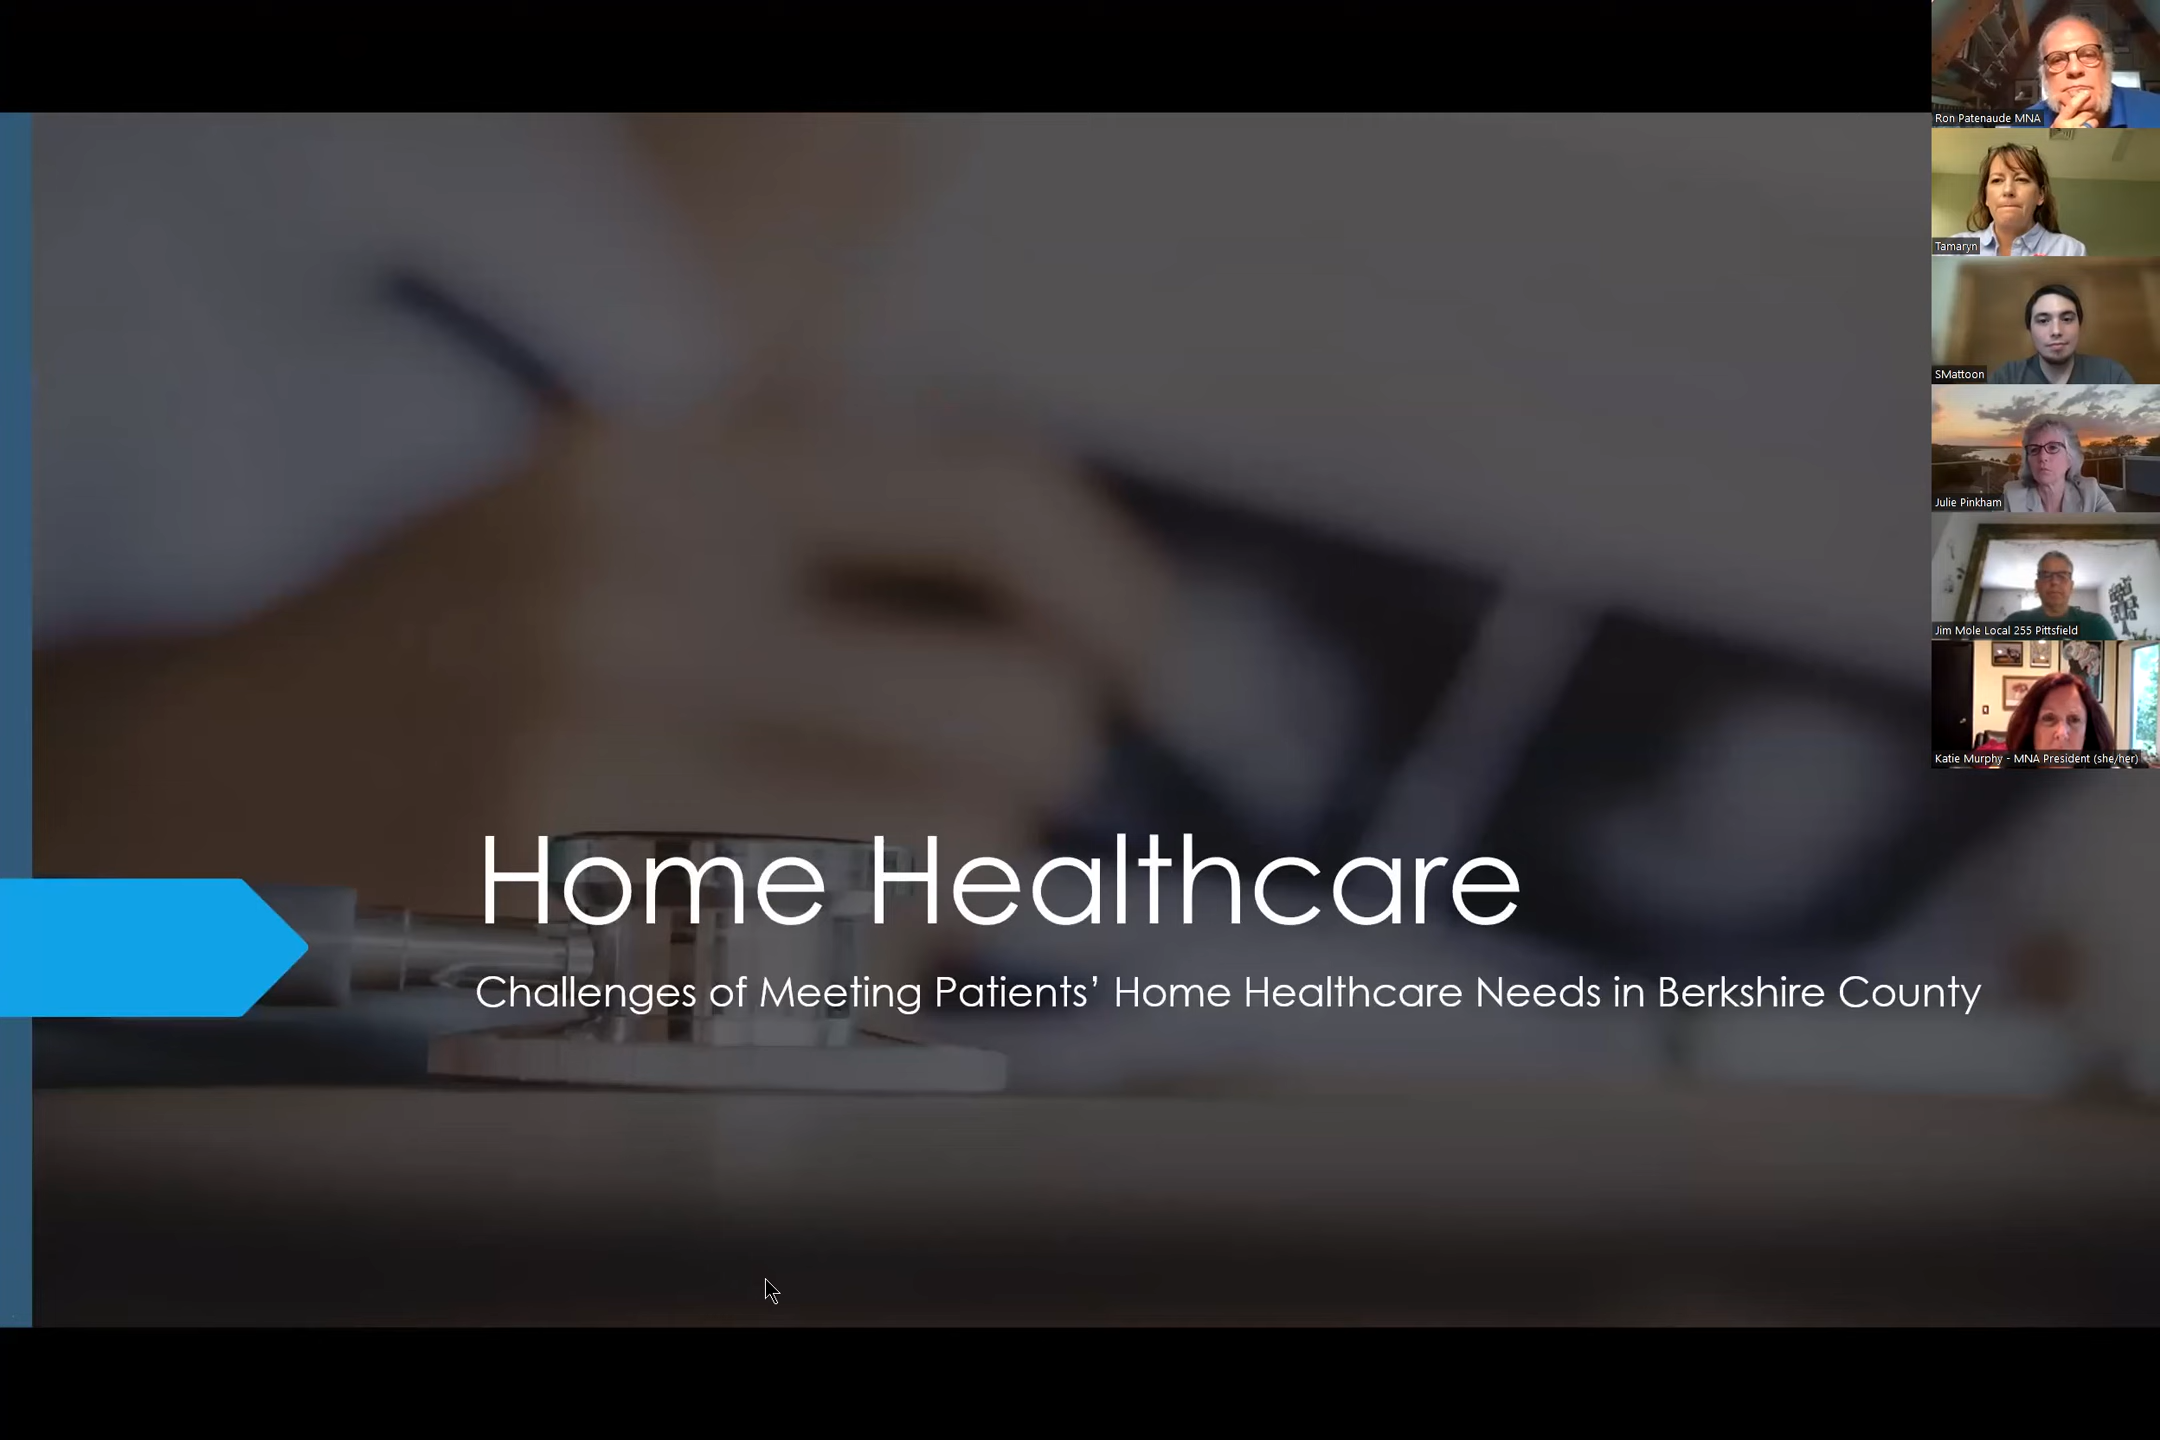 Ron Patenaude MNA
Tamaryn
SMattoon
Julie Pinkham
Jim Mole Local 255 Pittsfield
Katie Murphy - MNA President (she/her)
Home Healthcare
Challenges of Meeting Patients’ Home Healthcare Needs in Berkshire County